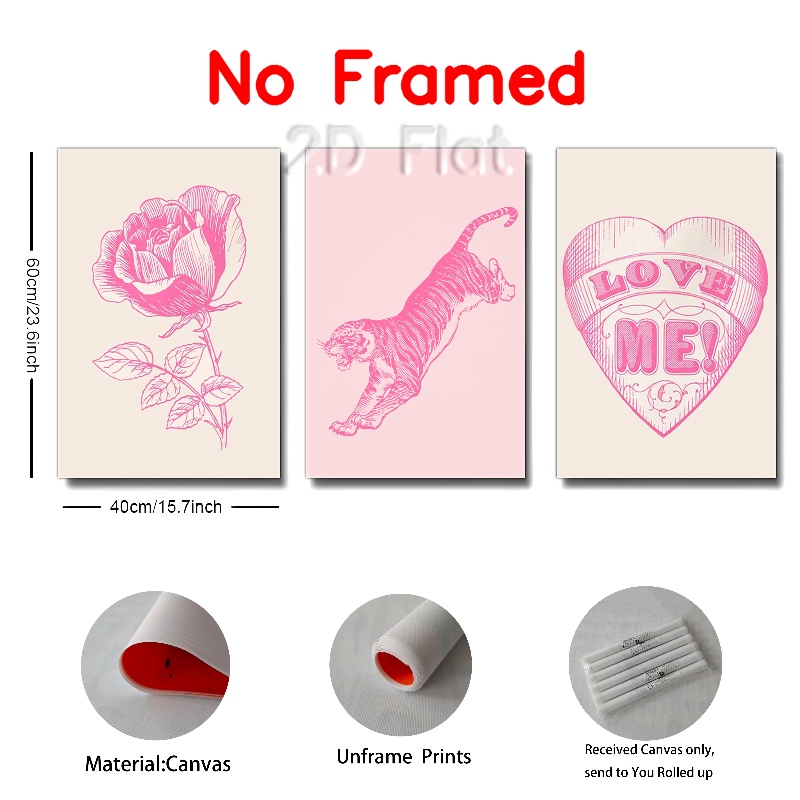 No Framed
2D Flat
60cm/23.6inch
LOVE
ME!
40cm/15.7inch
Material:Canvas
Unframe Prints
Received Canvas only,
send to You Rolled up